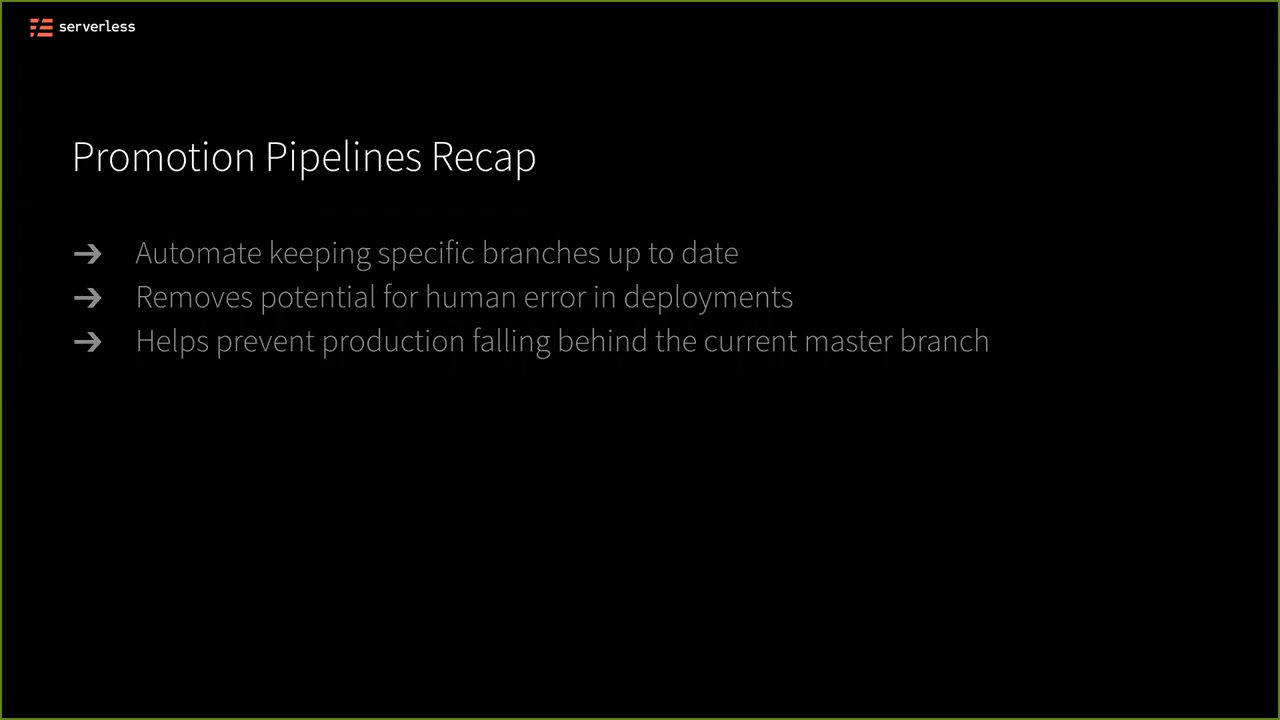 serverless
Promotion Pipelines Recap
➔ Automate keeping specific branches up to date
➔ Removes potential for human error in deployments
➔ Helps prevent production falling behind the current master branch